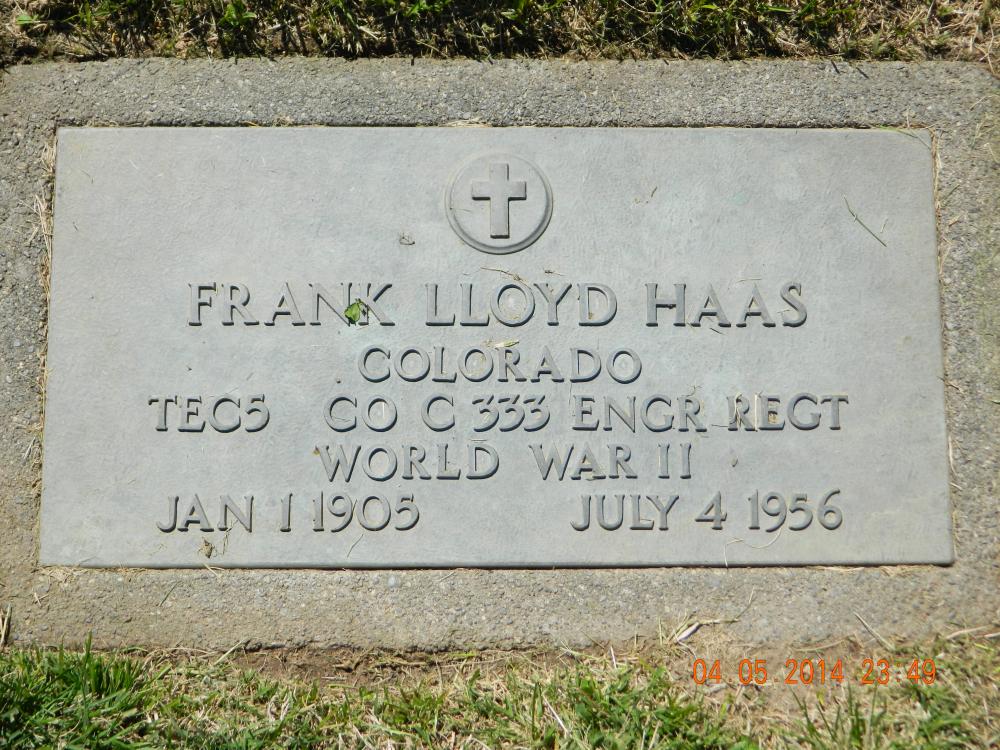 FRANK LLOYD HAAS
COLORADO
TEC5 CO C 333 ENGR REGT
WORLD WAR II
JAN 1 1905 JULY 4 1956
04 05 2014 23 49